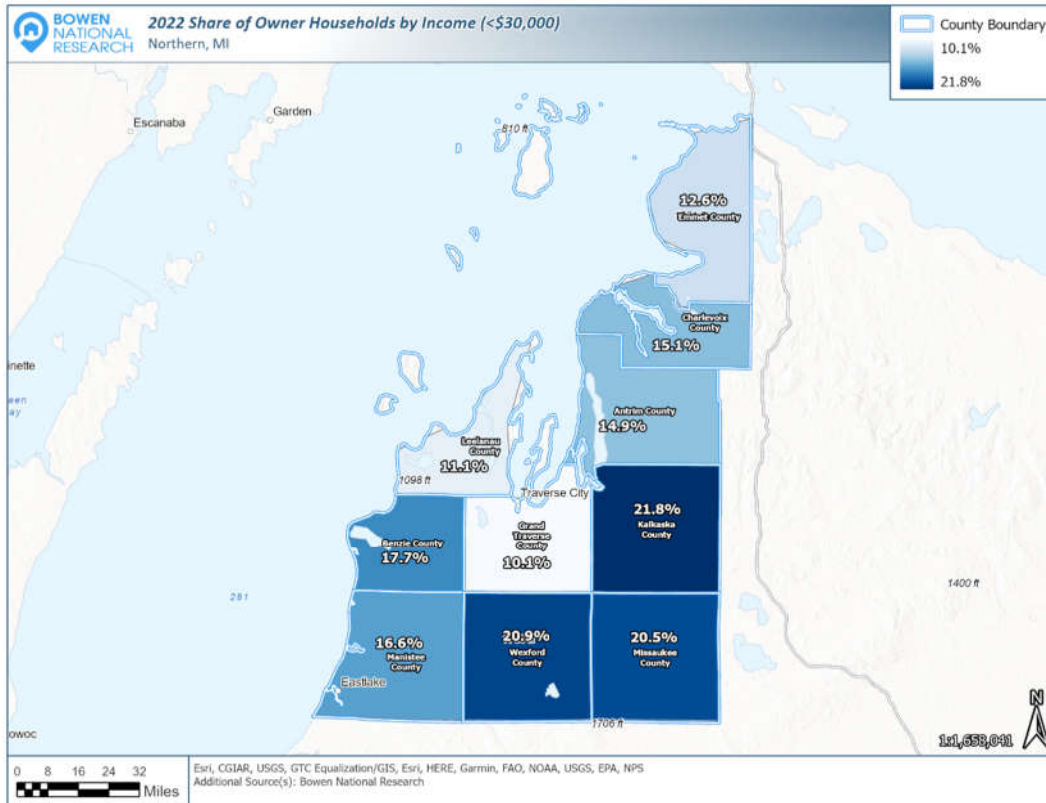 BOWEN
NATIONAL
RESEARCH
2022 Share of Owner Households by Income (<$30,000)
Northern, MI
County Boundary
10.1%
21.8%
Escanaba
Garden
810 ft
12.6%
Emmet County
Charlevoix
County
15.1%
inette
een
ay
Antrim County
14.9%
Leelanau
County
11.1%
1098 ft
Traverse City
21.8%
Kalkaska
County
Grand
Traverse
County
10.1%
Benzie County
17.7%
1400 ft
281
16.6%
Manistee
County
20.9%
Wexford
County
20.5%
Missaukee
County
Eastlake
1706 ft
owoc
N
1:1,658,041
0 8 16 24 32
Miles
Esri, CGIAR, USGS, GTC Equalization/GIS, Esri, HERE, Garmin, FAO, NOAA, USGS, EPA, NPS
Additional Source(s): Bowen National Research